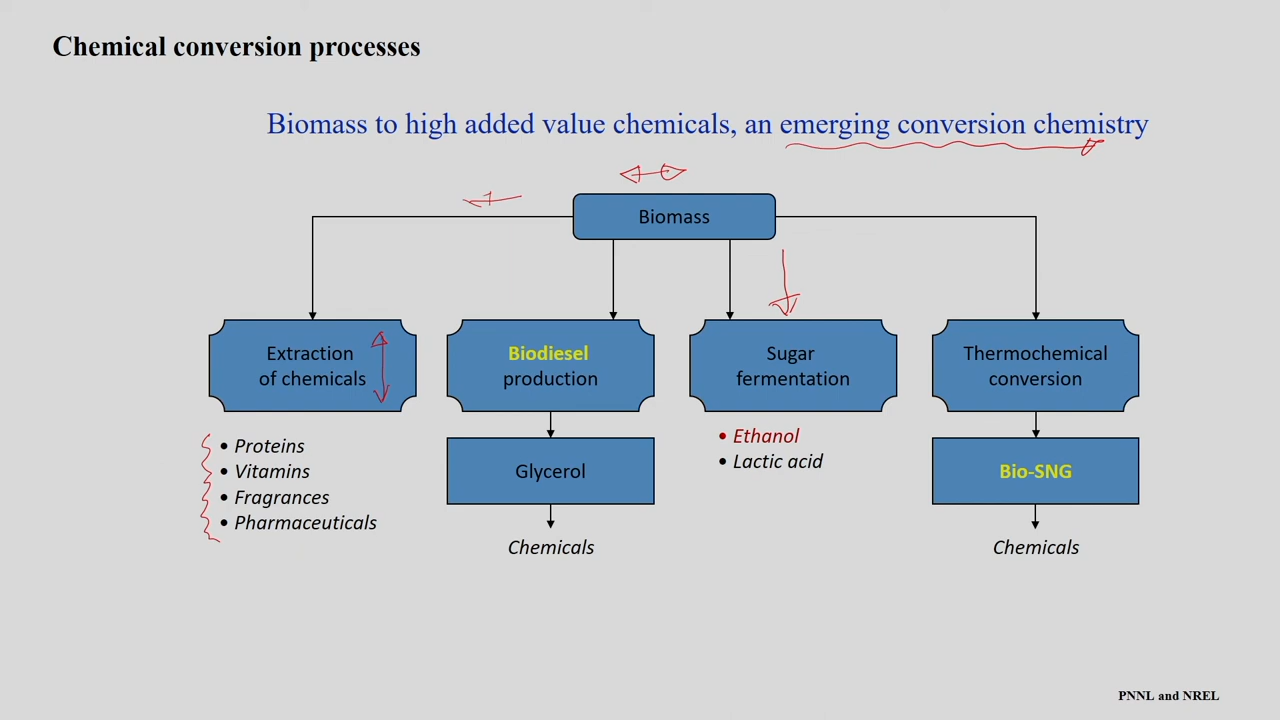 Chemical conversion processes
Biomass to high added value chemicals, an emerging conversion chemistry
Biomass
Extraction
of chemicals
Biodiesel
production
Sugar
fermentation
Thermochemical
conversion
• Proteins
• Vitamins
• Fragrances
• Pharmaceuticals
Glycerol
Chemicals
• Ethanol
• Lactic acid
Bio-SNG
Chemicals
PNNL and NREL